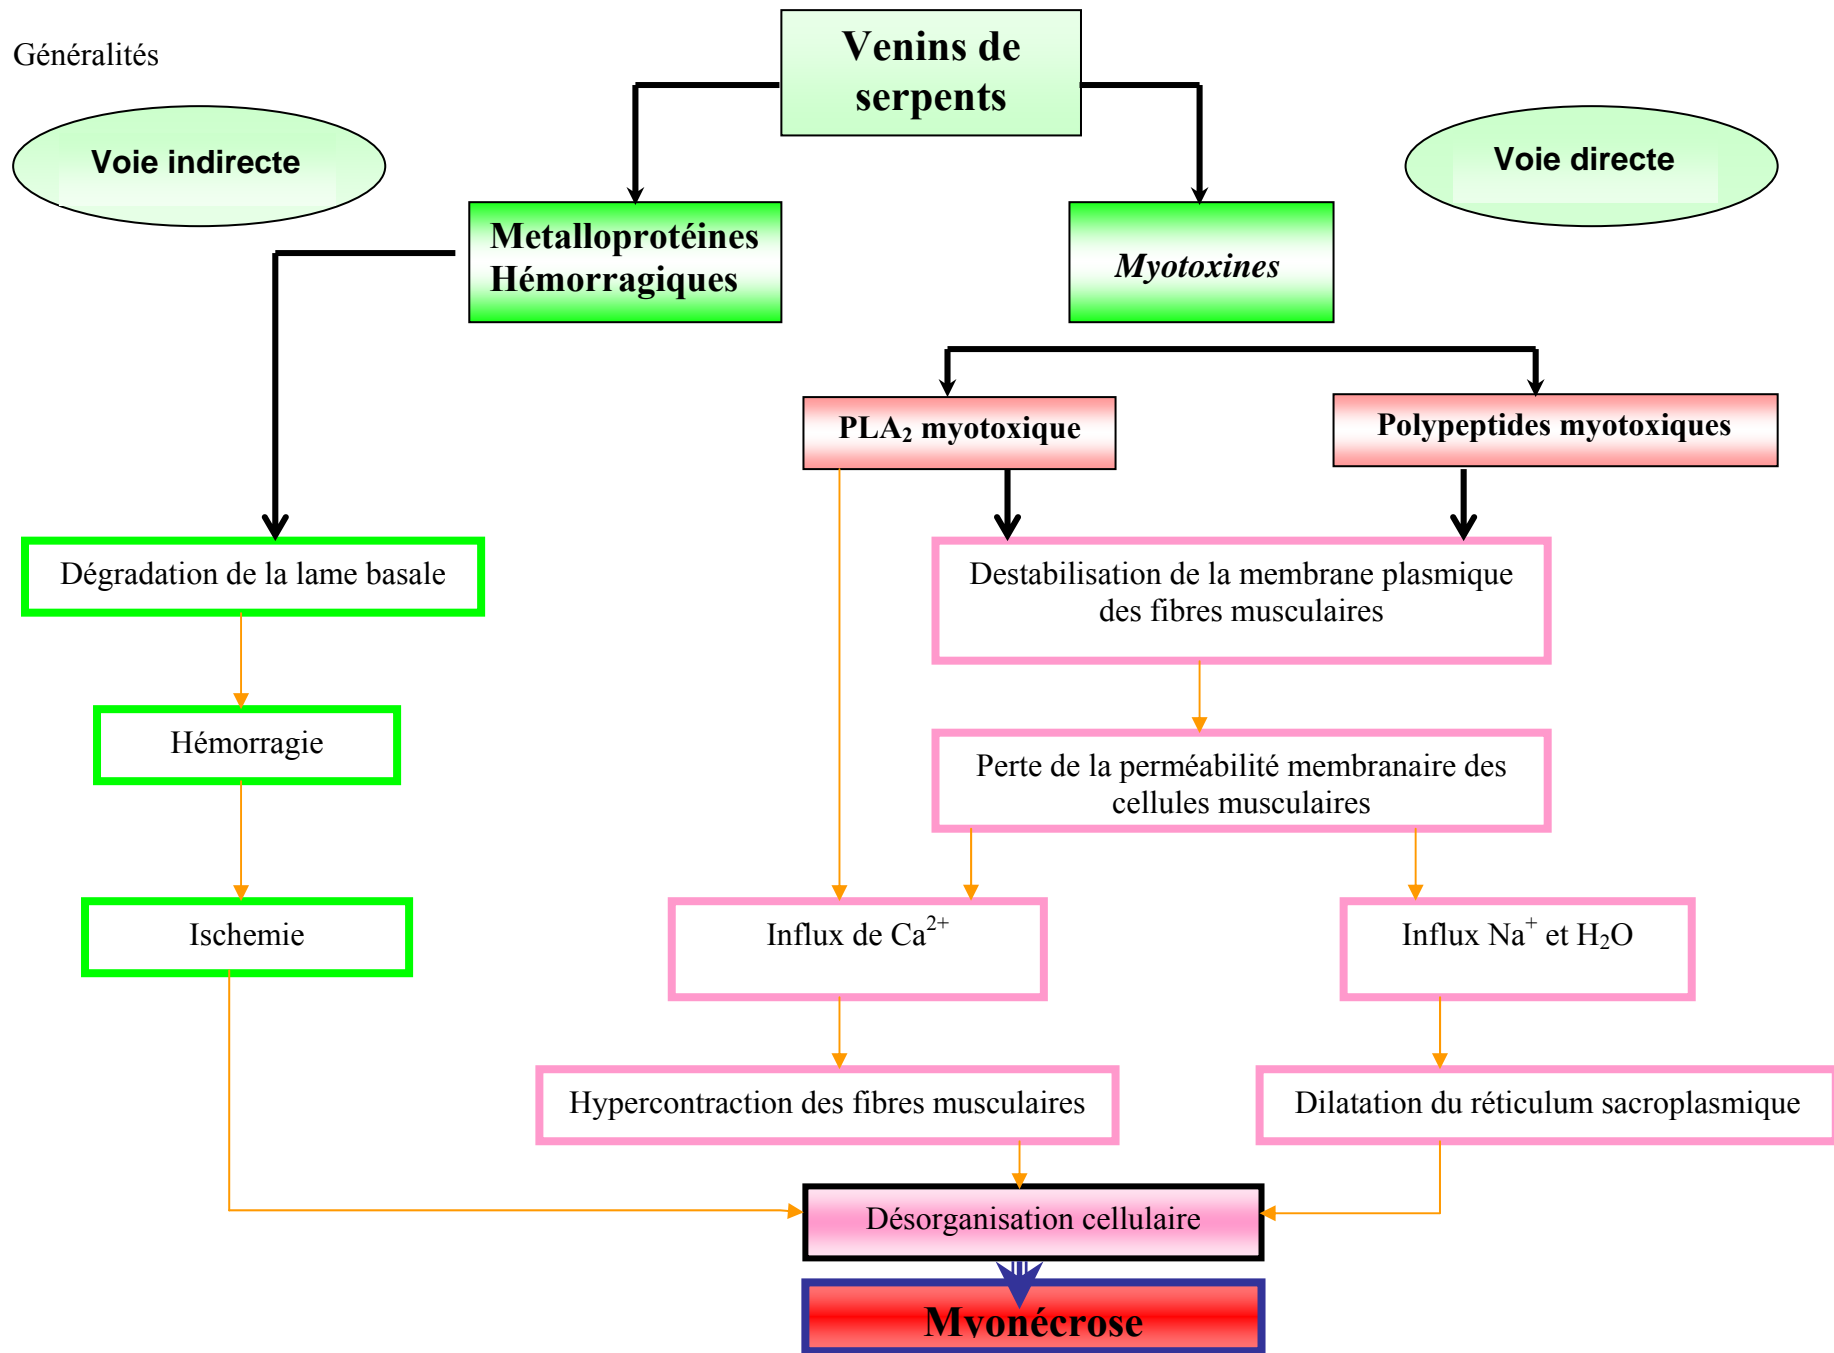 Généralités
Venins de
serpents
Voie indirecte
Voie directe
Metalloprotéines
Hémorragiques
Myotoxines
PLA₂ myotoxique
Polypeptides myotoxiques
Dégradation de la lame basale
Destabilisation de la membrane plasmique
des fibres musculaires
Hémorragie
Perte de la perméabilité membranaire des
cellules musculaires
Ischemie
Influx de Ca²⁺
Influx Na⁺ et H₂O
Hypercontraction des fibres musculaires
Dilatation du réticulum sacroplasmique
Désorganisation cellulaire
Myonécrose